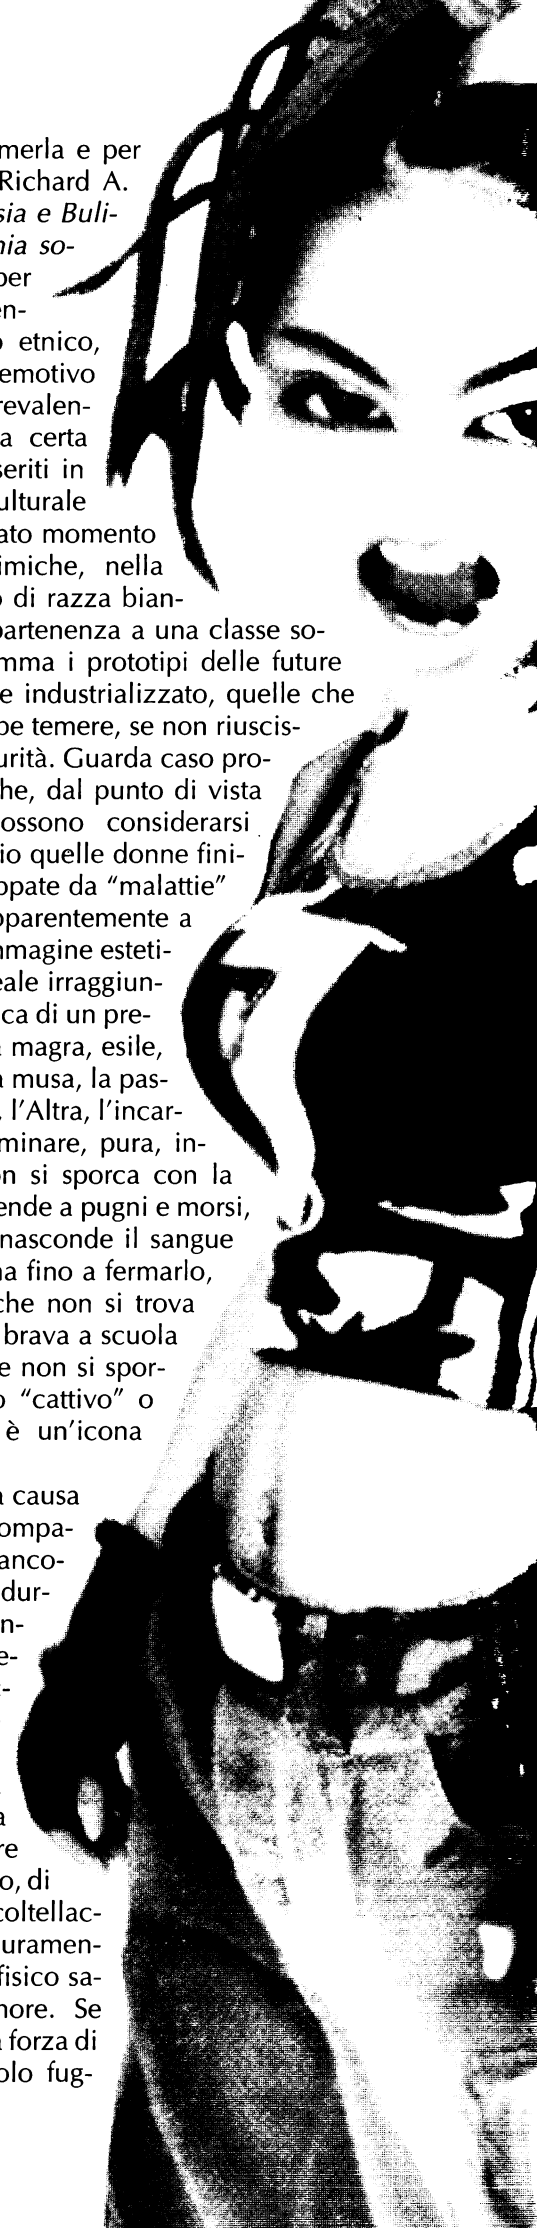 merla e per
Richard A.
sia e Buli-
nia so-
per
en-
o etnico,
emotivo
revalen-
a certa
seriti in
ulturale
ato momento
imiche, nella
o di razza bian-
partenenza a una classe so-
mma i prototipi delle future
e industrializzato, quelle che
be temere, se non riuscis-
urità. Guarda caso pro-
he, dal punto di vista
ossono considerarsi
io quelle donne fini-
ppate da “malattie”
pparentemente a
mmagine esteti-
eale irraggiun-
ca di un pre-
magra, esile,
a musa, la pas-
l’Altra, l’incar-
minare, pura, in-
on si sporca con la
ende a pugni e morsi,
nasconde il sangue
na fino a fermarlo,
che non si trova
brava a scuola
e non si spor-
o “cattivo” o
è un’icona
a causa
ompa-
anco-
dur-
n-
e-
a
re
o, di
coltellac-
uramen-
fisico sa-
more. Se
a forza di
olo fug-